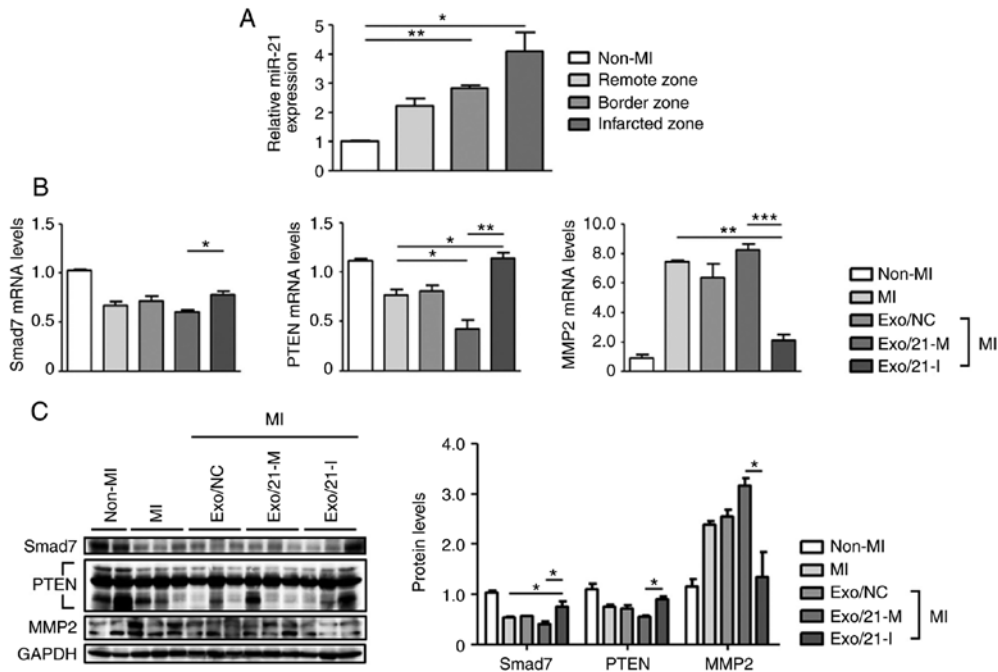 A
Relative miR-21
expression
5
4
3
2
1
0
*
**
Non-MI
Remote zone
Border zone
Infarcted zone
B
Smad7 mRNA levels
1.5
1.0
0.5
0
*
PTEN mRNA levels
1.5
1.0
0.5
0
*
*
**
MMP2 mRNA levels
10.0
8.0
6.0
4.0
2.0
0
**
***
Non-MI
MI
Exo/NC
Exo/21-M
Exo/21-I
MI
C
MI
Non-MI
MI
Exo/NC
Exo/21-M
Exo/21-I
Smad7
PTEN
MMP2
GAPDH
Protein levels
4.0
3.0
2.0
1.0
0
*
*
*
*
Smad7
PTEN
MMP2
Non-MI
MI
Exo/NC
Exo/21-M
Exo/21-I
MI